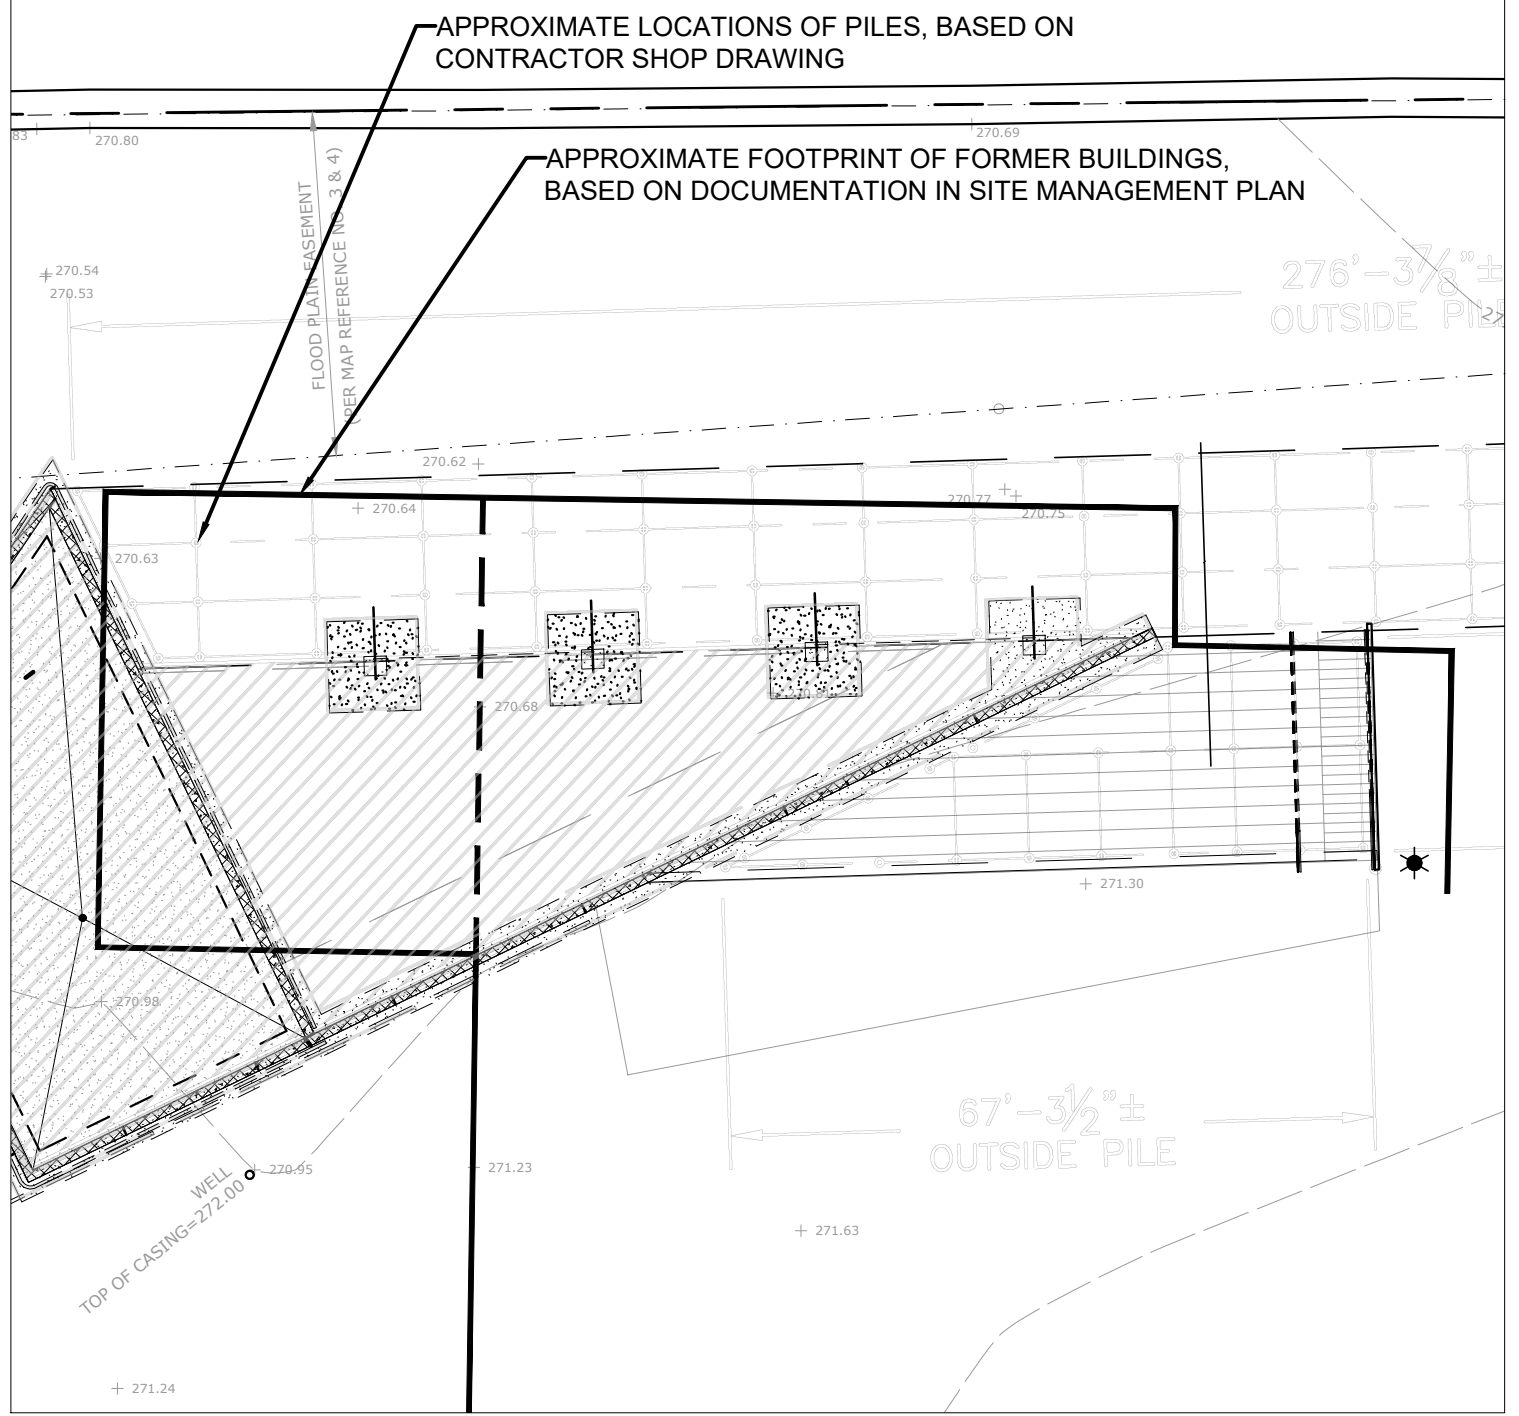 APPROXIMATE LOCATIONS OF PILES, BASED ON
CONTRACTOR SHOP DRAWING
83
270.80
270.69
APPROXIMATE FOOTPRINT OF FORMER BUILDINGS,
BASED ON DOCUMENTATION IN SITE MANAGEMENT PLAN
FLOOD PLAIN EASEMENT
(PER MAP REFERENCE NO. 3 & 4)
270.54
270.53
276'-3⅞"±
OUTSIDE PILE
27
270.62
270.64
270.77
270.75
270.63
270.68
271.30
270.98
67'-3½"±
OUTSIDE PILE
WELL
TOP OF CASING=272.00
270.95
271.23
271.63
271.24